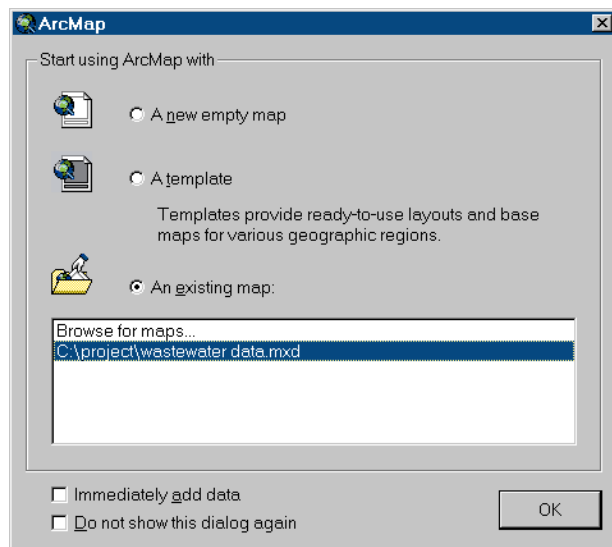 ArcMap
Start using ArcMap with
A new empty map
A template
Templates provide ready-to-use layouts and base
maps for various geographic regions.
An existing map:
Browse for maps...
C:\project\wastewater data.mxd
Immediately add data
Do not show this dialog again
OK